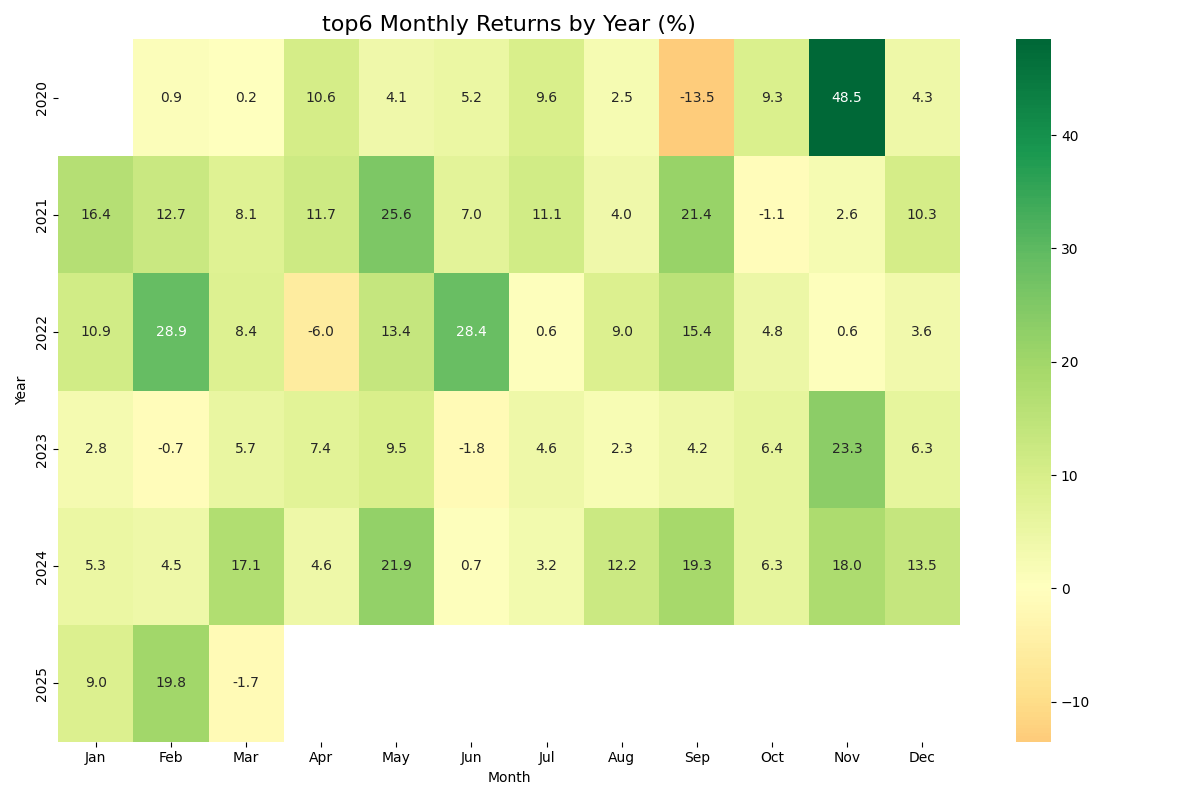 top6 Monthly Returns by Year (%)
2020 0.9 0.2 10.6 4.1 5.2 9.6 2.5 -13.5 9.3 48.5 4.3
2021 16.4 12.7 8.1 11.7 25.6 7.0 11.1 4.0 21.4 -1.1 2.6 10.3
2022 10.9 28.9 8.4 -6.0 13.4 28.4 0.6 9.0 15.4 4.8 0.6 3.6
2023 2.8 -0.7 5.7 7.4 9.5 -1.8 4.6 2.3 4.2 6.4 23.3 6.3
2024 5.3 4.5 17.1 4.6 21.9 0.7 3.2 12.2 19.3 6.3 18.0 13.5
2025 9.0 19.8 -1.7
Year
Jan Feb Mar Apr May Jun Jul Aug Sep Oct Nov Dec
Month
40
30
20
10
0
−10